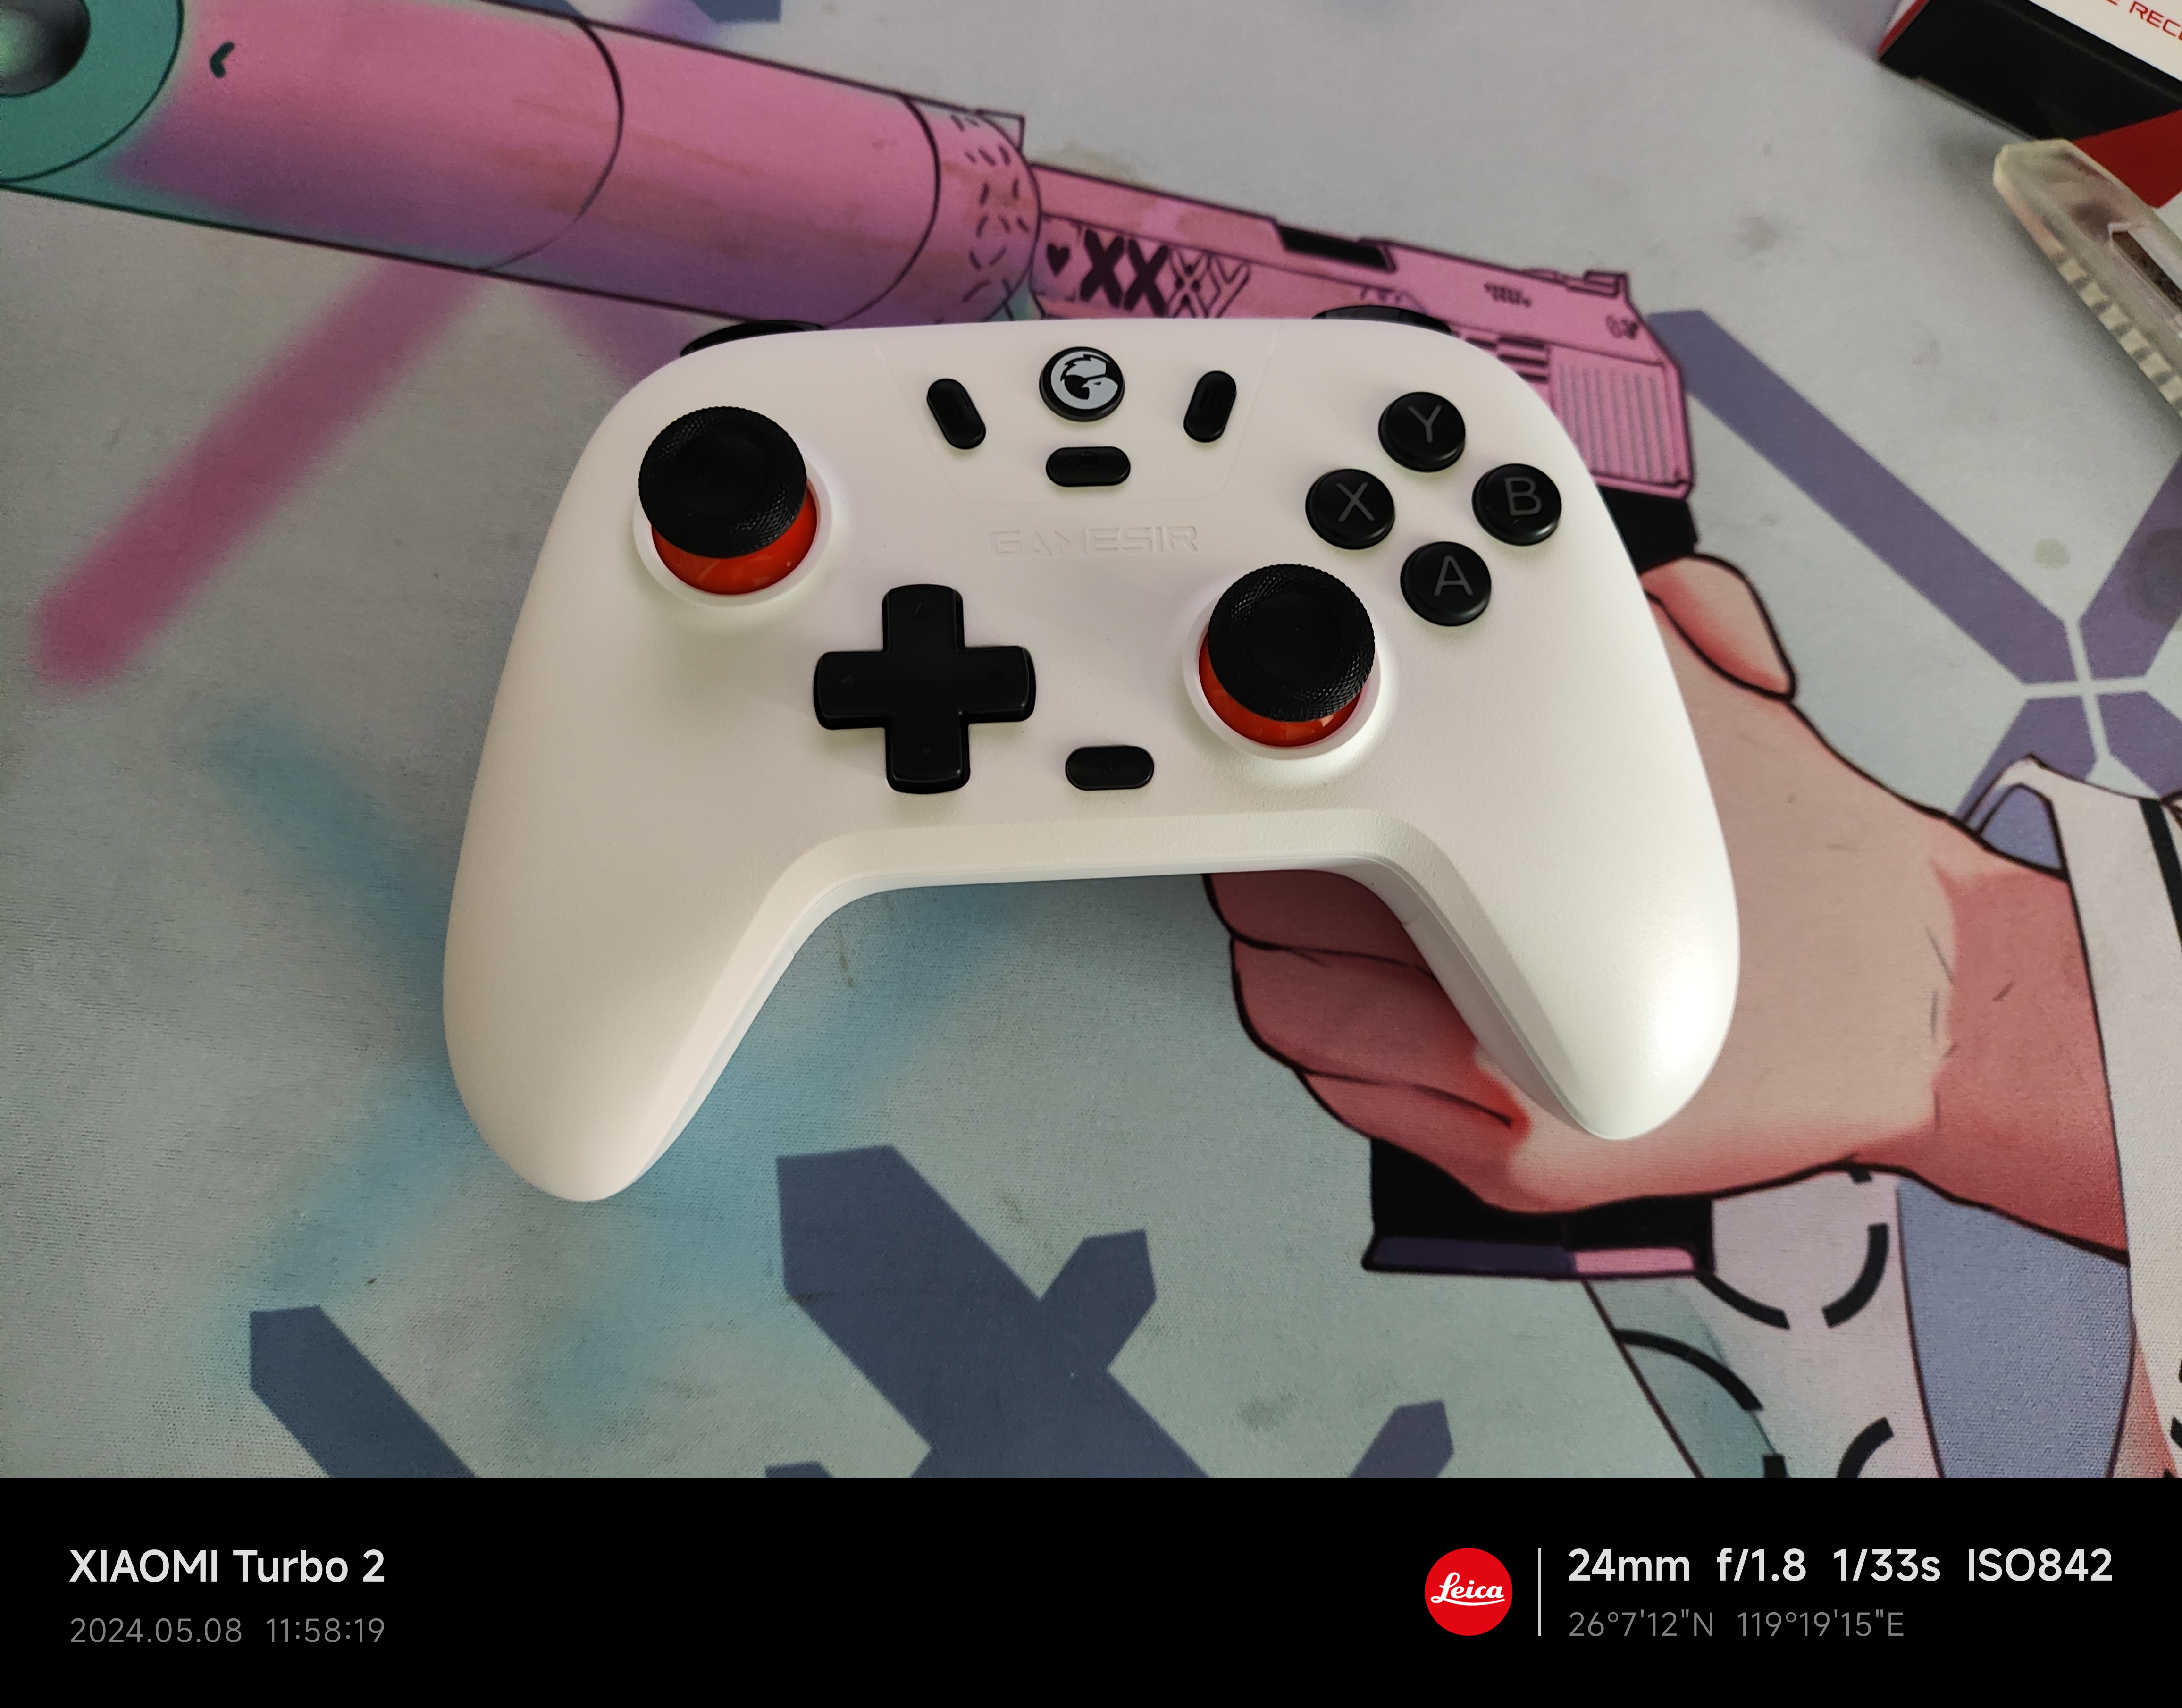 RECO
XXXY
GAMESIR
Y
X
B
A
XIAOMI Turbo 2
2024.05.08 11:58:19
Leica
24mm f/1.8 1/33s ISO842
26°7'12"N 119°19'15"E